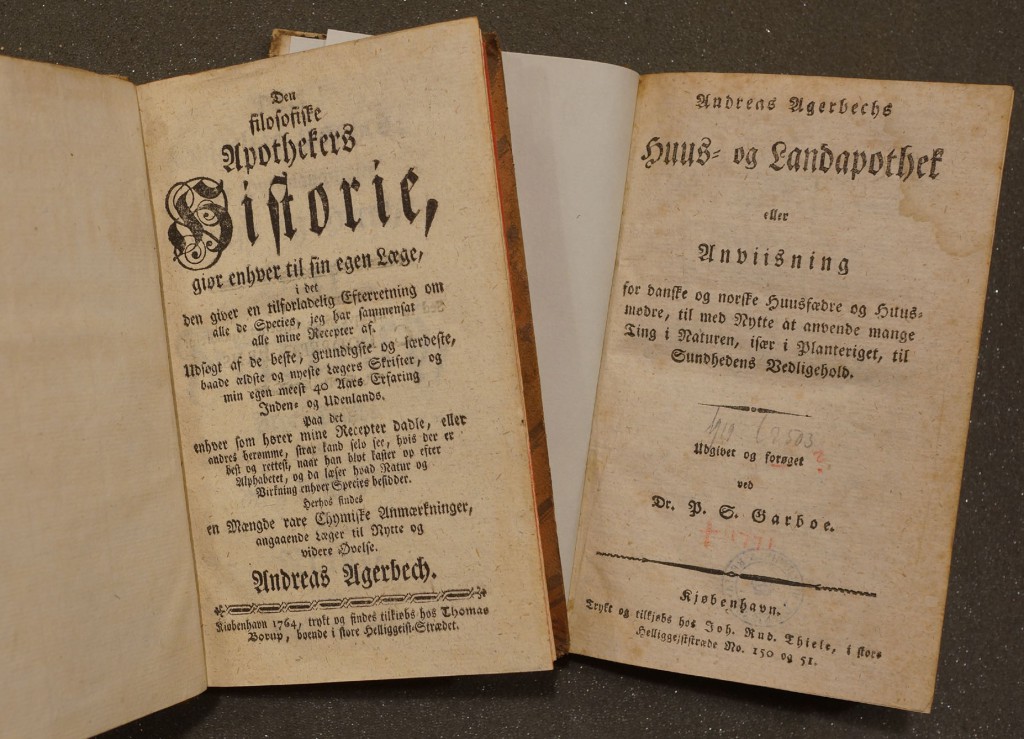 Den
filosofiske
Apothekers
Historie,
giør enhver til sin egen Læge,
i det
den giver en tilforladelig Efterretning om
alle de Species, jeg har sammensat
alle mine Recepter af.
Udsøgt af de beste, grundigste og lærdeste,
baade ældste og nyeste Lægers Skrifter, og
min egen meest 40 Aars Erfaring
Inden- og Udenlands.
Paa det
enhver som hører mine Recepter dadle, eller
andres berømme, strax kand selv see, hvis der er
best og rettest, naar han blot kaster op efter
Alphabetet, og da læser hvad Natur og
Virkning enhver Species besidder.
Herhos findes
en Mængde rare Chymiske Anmærkninger,
angaaende Læger til Nytte og
videre Øvelse.
Andreas Agerbech.
Kiøbenhavn 1764, trykt og findes tilkiøbs hos Thomas
Borup, boende i store Helliggeist-Strædet.
Andreas Agerbechs
Huus- og Landapothek
eller
Anviisning
for danske og norske Huusfædre og Huus-
mødre, til med Nytte at anvende mange
Ting i Naturen, især i Planteriget, til
Sundhedens Vedligehold.
Udgivet og forøget
ved
Dr. P. S. Garboe.
Kjøbenhavn.
Trykt og tilkjøbs hos Joh. Rud. Thiele, i store
Helliggejststræde No. 150 og 51.